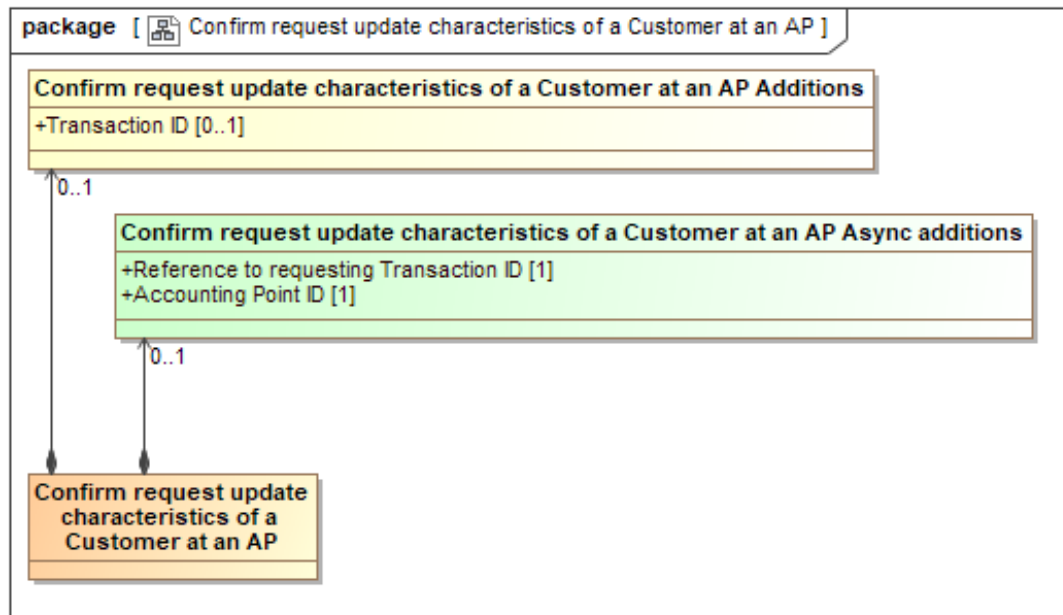 package [ Confirm request update characteristics of a Customer at an AP ]
Confirm request update characteristics of a Customer at an AP Additions
+Transaction ID [0..1]
0..1
Confirm request update characteristics of a Customer at an AP Async additions
+Reference to requesting Transaction ID [1]
+Accounting Point ID [1]
0..1
Confirm request update
characteristics of a
Customer at an AP